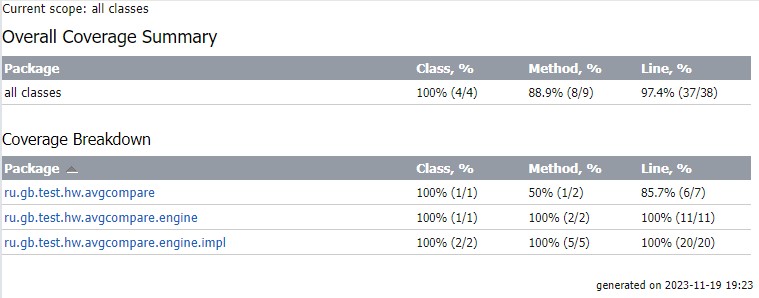 Current scope: all classes
Overall Coverage Summary
Package Class, % Method, % Line, %
all classes 100% (4/4) 88.9% (8/9) 97.4% (37/38)
Coverage Breakdown
Package Class, % Method, % Line, %
ru.gb.test.hw.avgcompare 100% (1/1) 50% (1/2) 85.7% (6/7)
ru.gb.test.hw.avgcompare.engine 100% (1/1) 100% (2/2) 100% (11/11)
ru.gb.test.hw.avgcompare.engine.impl 100% (2/2) 100% (5/5) 100% (20/20)
generated on 2023-11-19 19:23